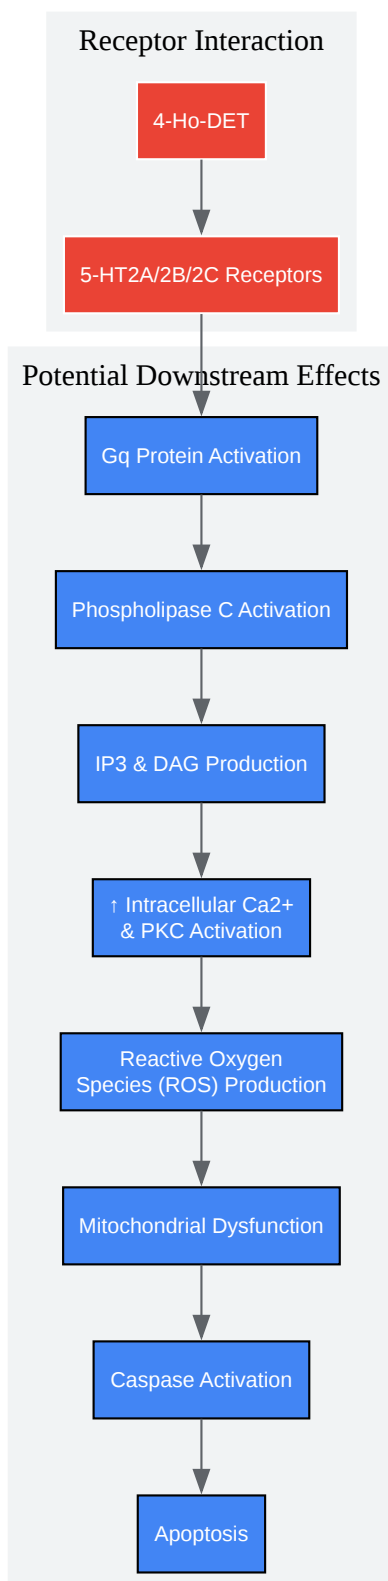 Receptor Interaction
4-Ho-DET
5-HT2A/2B/2C Receptors
Potential Downstream Effects
Gq Protein Activation
Phospholipase C Activation
IP3 & DAG Production
↑ Intracellular Ca2+
& PKC Activation
Reactive Oxygen
Species (ROS) Production
Mitochondrial Dysfunction
Caspase Activation
Apoptosis